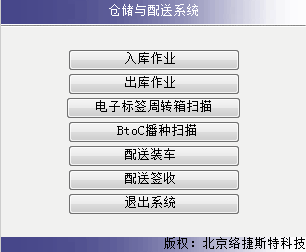 仓储与配送系统
入库作业
出库作业
电子标签周转箱扫描
BtoC播种扫描
配送装车
配送签收
退出系统
版权：北京络捷斯特科技